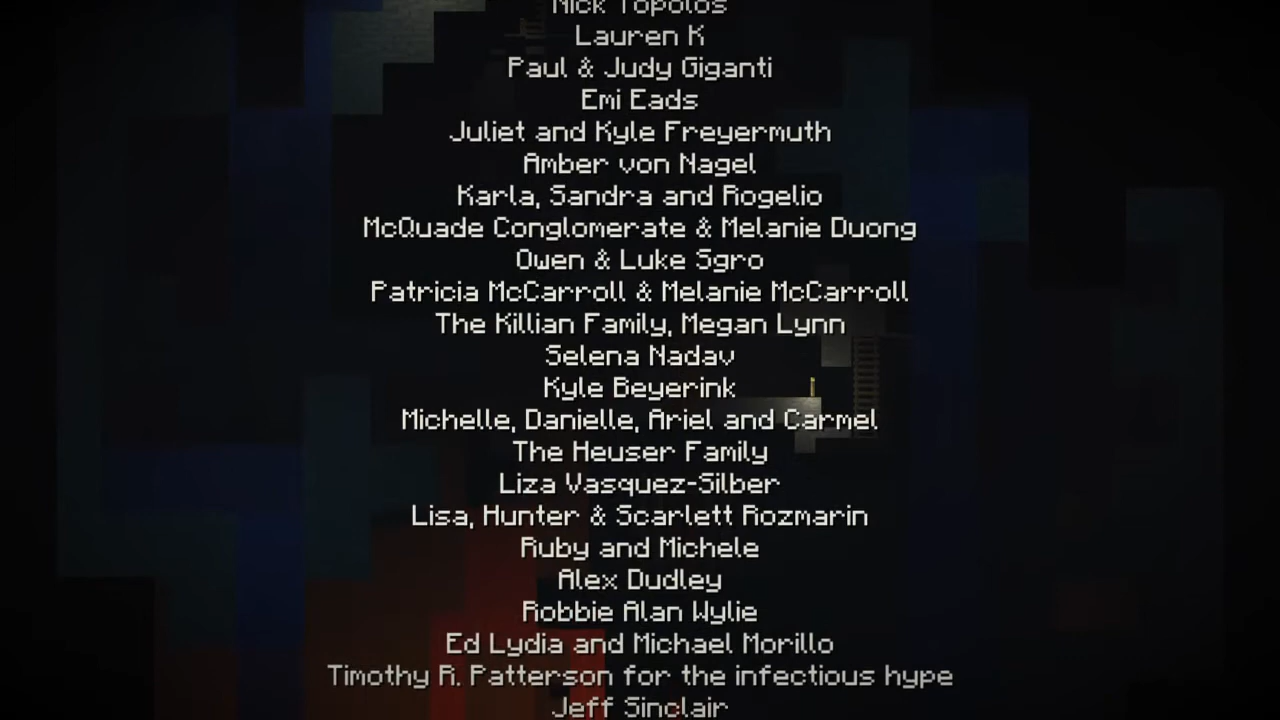 Nick Topolos
Lauren K
Paul & Judy Giganti
Emi Eads
Juliet and Kyle Freyermuth
Amber von Nagel
Karla, Sandra and Rogelio
McQuade Conglomerate & Melanie Duong
Owen & Luke Sgro
Patricia McCarroll & Melanie McCarroll
The Killian Family, Megan Lynn
Selena Nadav
Kyle Beyerink
Michelle, Danielle, Ariel and Carmel
The Heuser Family
Liza Vasquez-Silber
Lisa, Hunter & Scarlett Rozmarin
Ruby and Michele
Alex Dudley
Robbie Alan Wylie
Ed Lydia and Michael Morillo
Timothy R. Patterson for the infectious hype
Jeff Sinclair